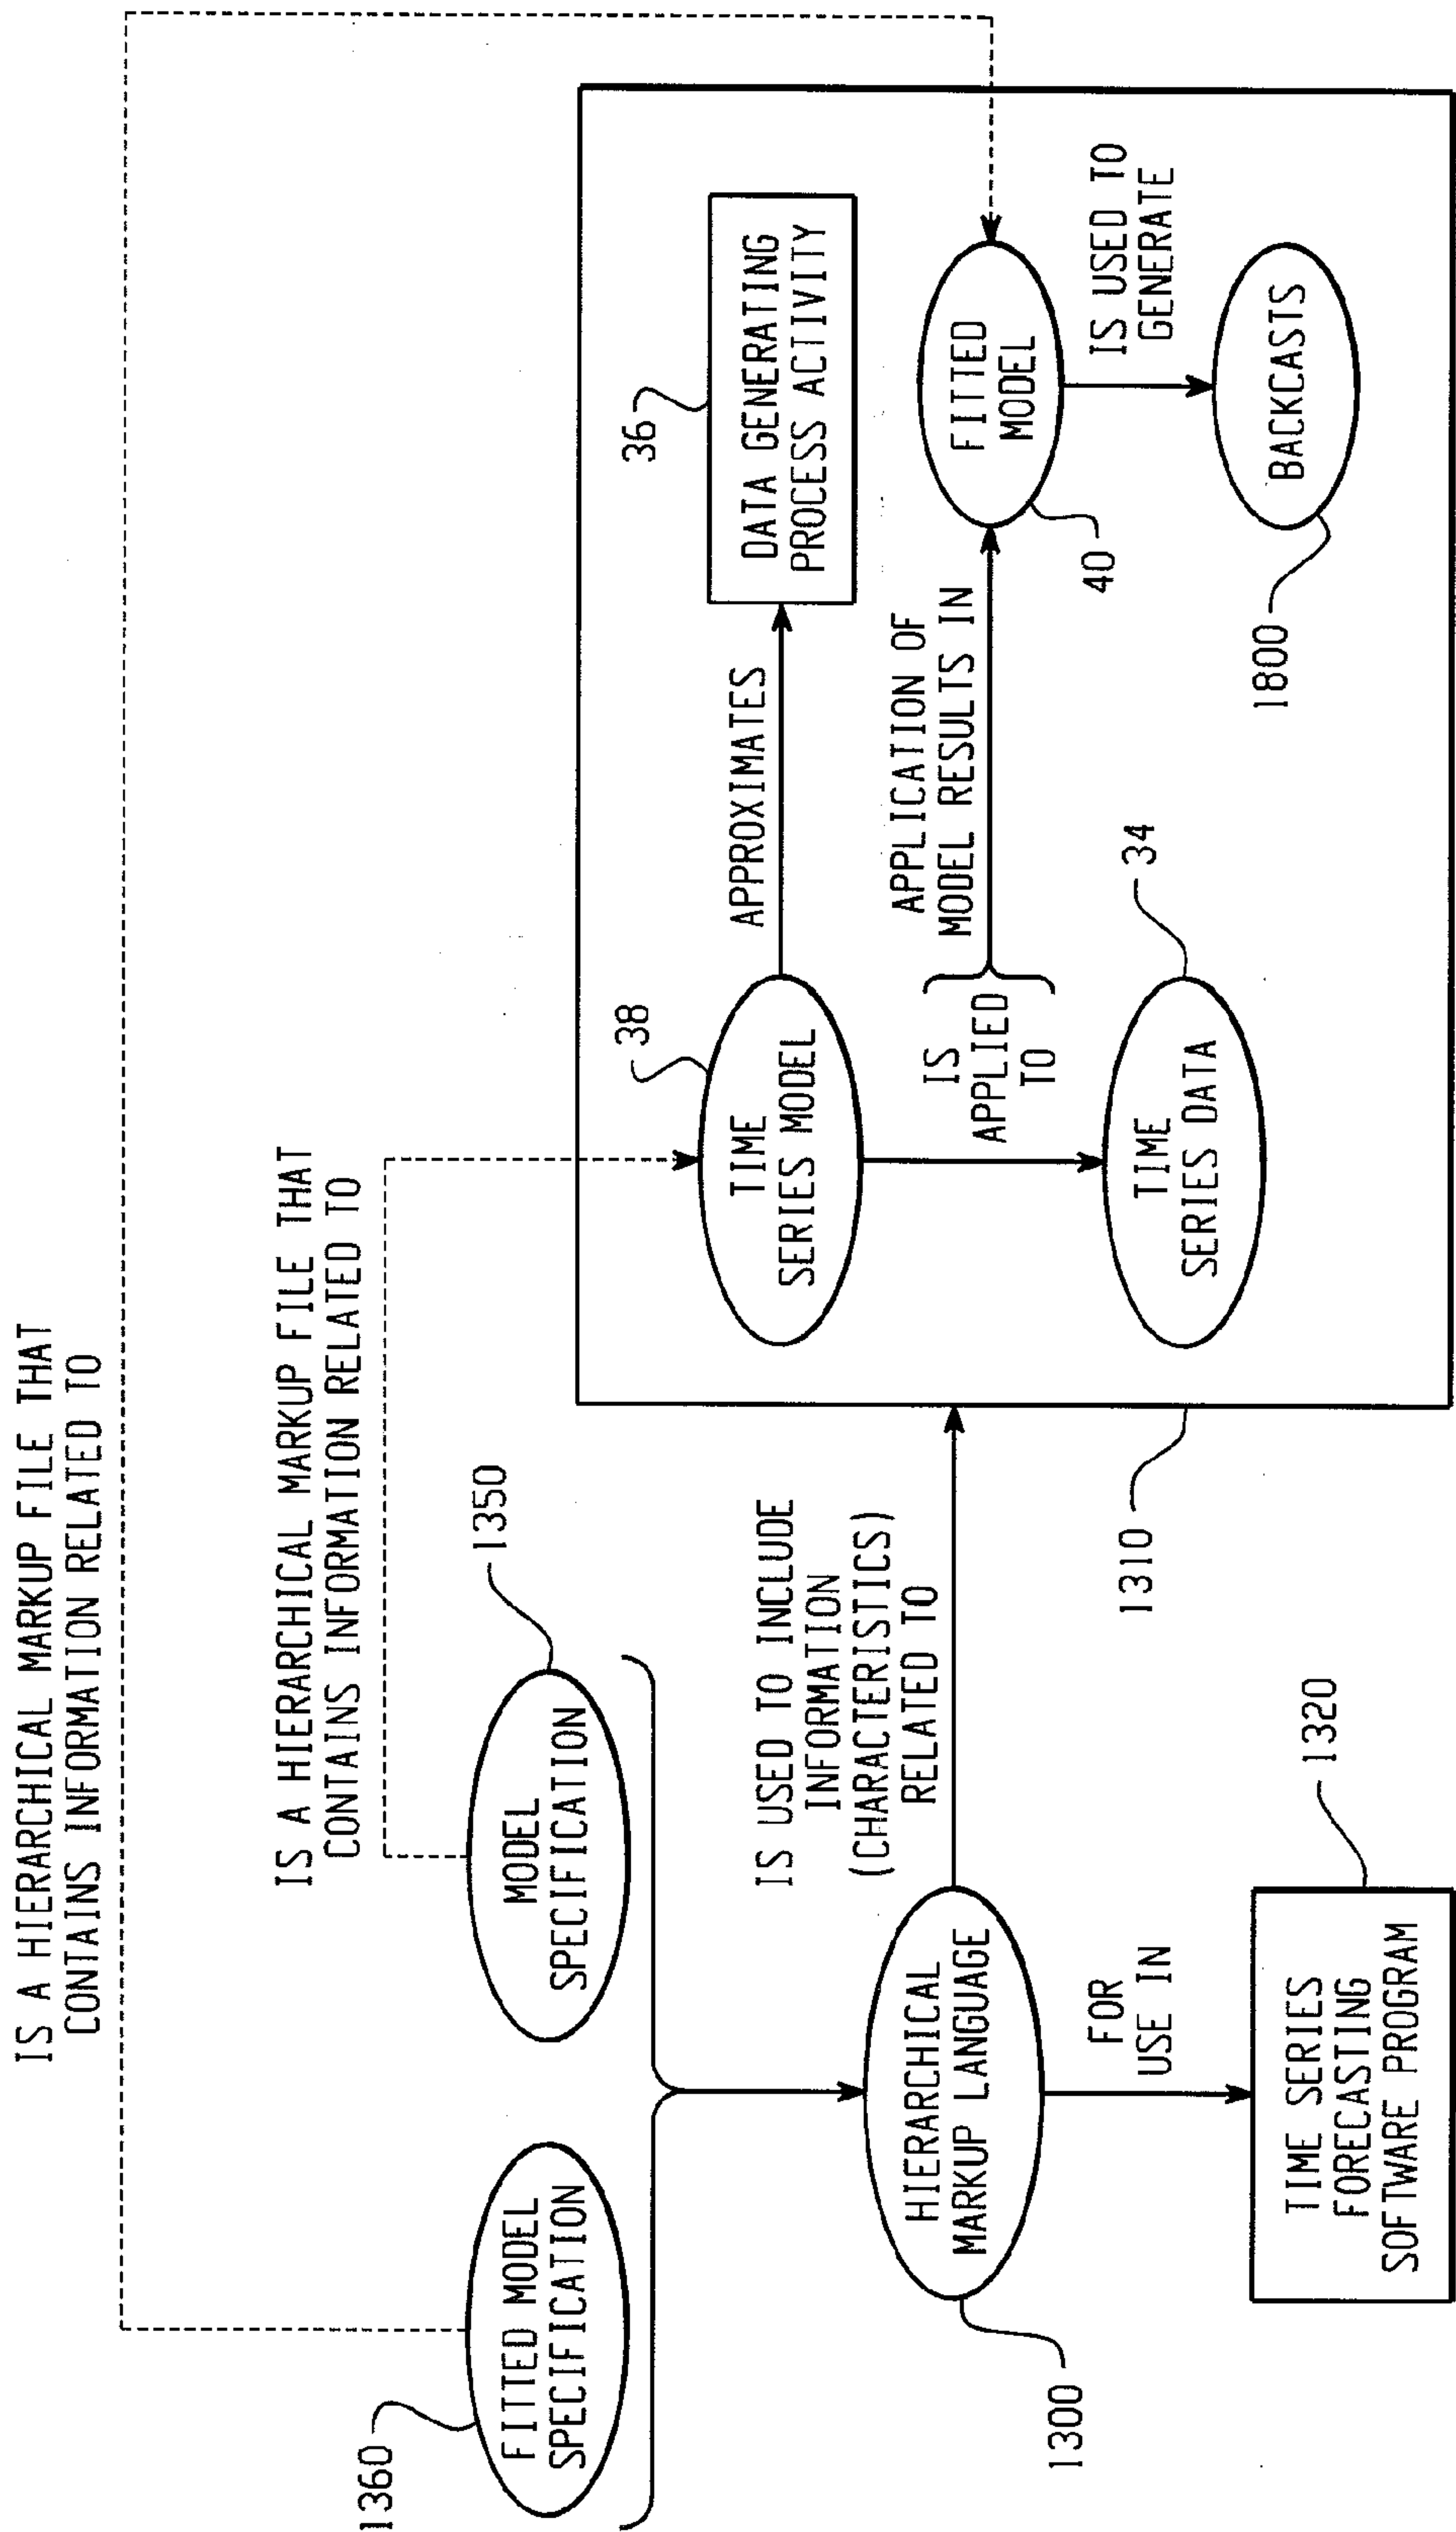 IS A HIERARCHICAL MARKUP FILE THAT
CONTAINS INFORMATION RELATED TO
IS A HIERARCHICAL MARKUP FILE THAT
CONTAINS INFORMATION RELATED TO
1360
FITTED MODEL
SPECIFICATION
MODEL
SPECIFICATION
1350
38
36
TIME
SERIES MODEL
APPROXIMATES
DATA GENERATING
PROCESS ACTIVITY
IS USED TO INCLUDE
INFORMATION
(CHARACTERISTICS)
RELATED TO
HIERARCHICAL
MARKUP LANGUAGE
1300
IS
APPLIED
TO
APPLICATION OF
MODEL RESULTS IN
FITTED
MODEL
40
FOR
USE IN
IS USED TO
GENERATE
1310
34
TIME
SERIES DATA
1800
BACKCASTS
1320
TIME SERIES
FORECASTING
SOFTWARE PROGRAM